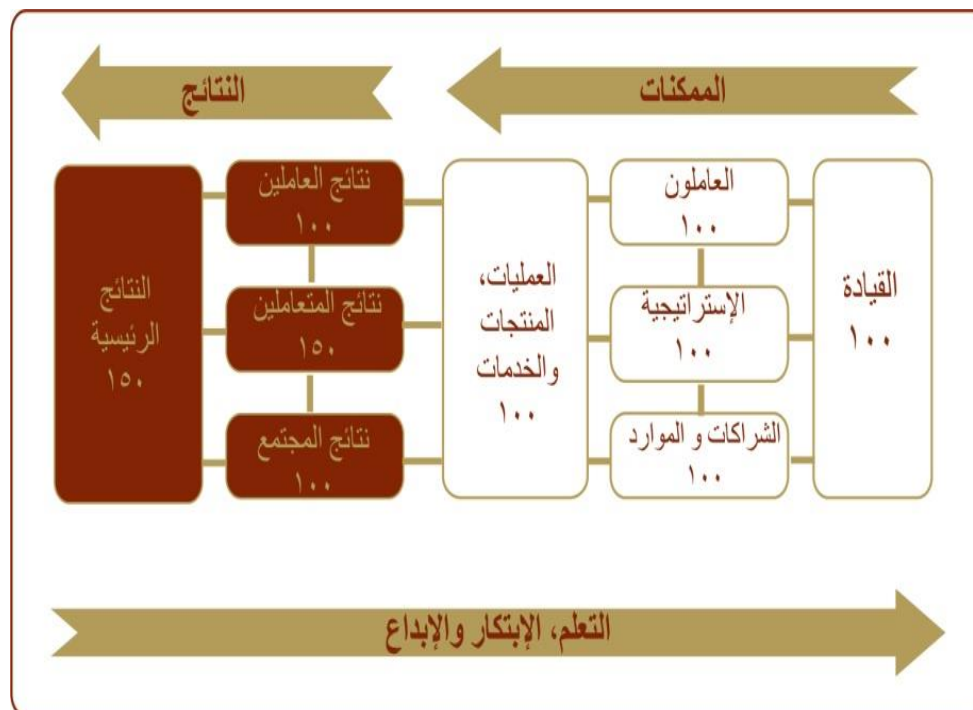 الممكنات
النتائج
القيادة
١٠٠
العاملون
١٠٠
الإستراتيجية
١٠٠
الشراكات و الموارد
١٠٠
العمليات،
المنتجات
والخدمات
١٠٠
نتائج العاملين
١٠٠
نتائج المتعاملين
١٥٠
نتائج المجتمع
١٠٠
النتائج
الرئيسية
١٥٠
التعلم، الإبتكار والإبداع